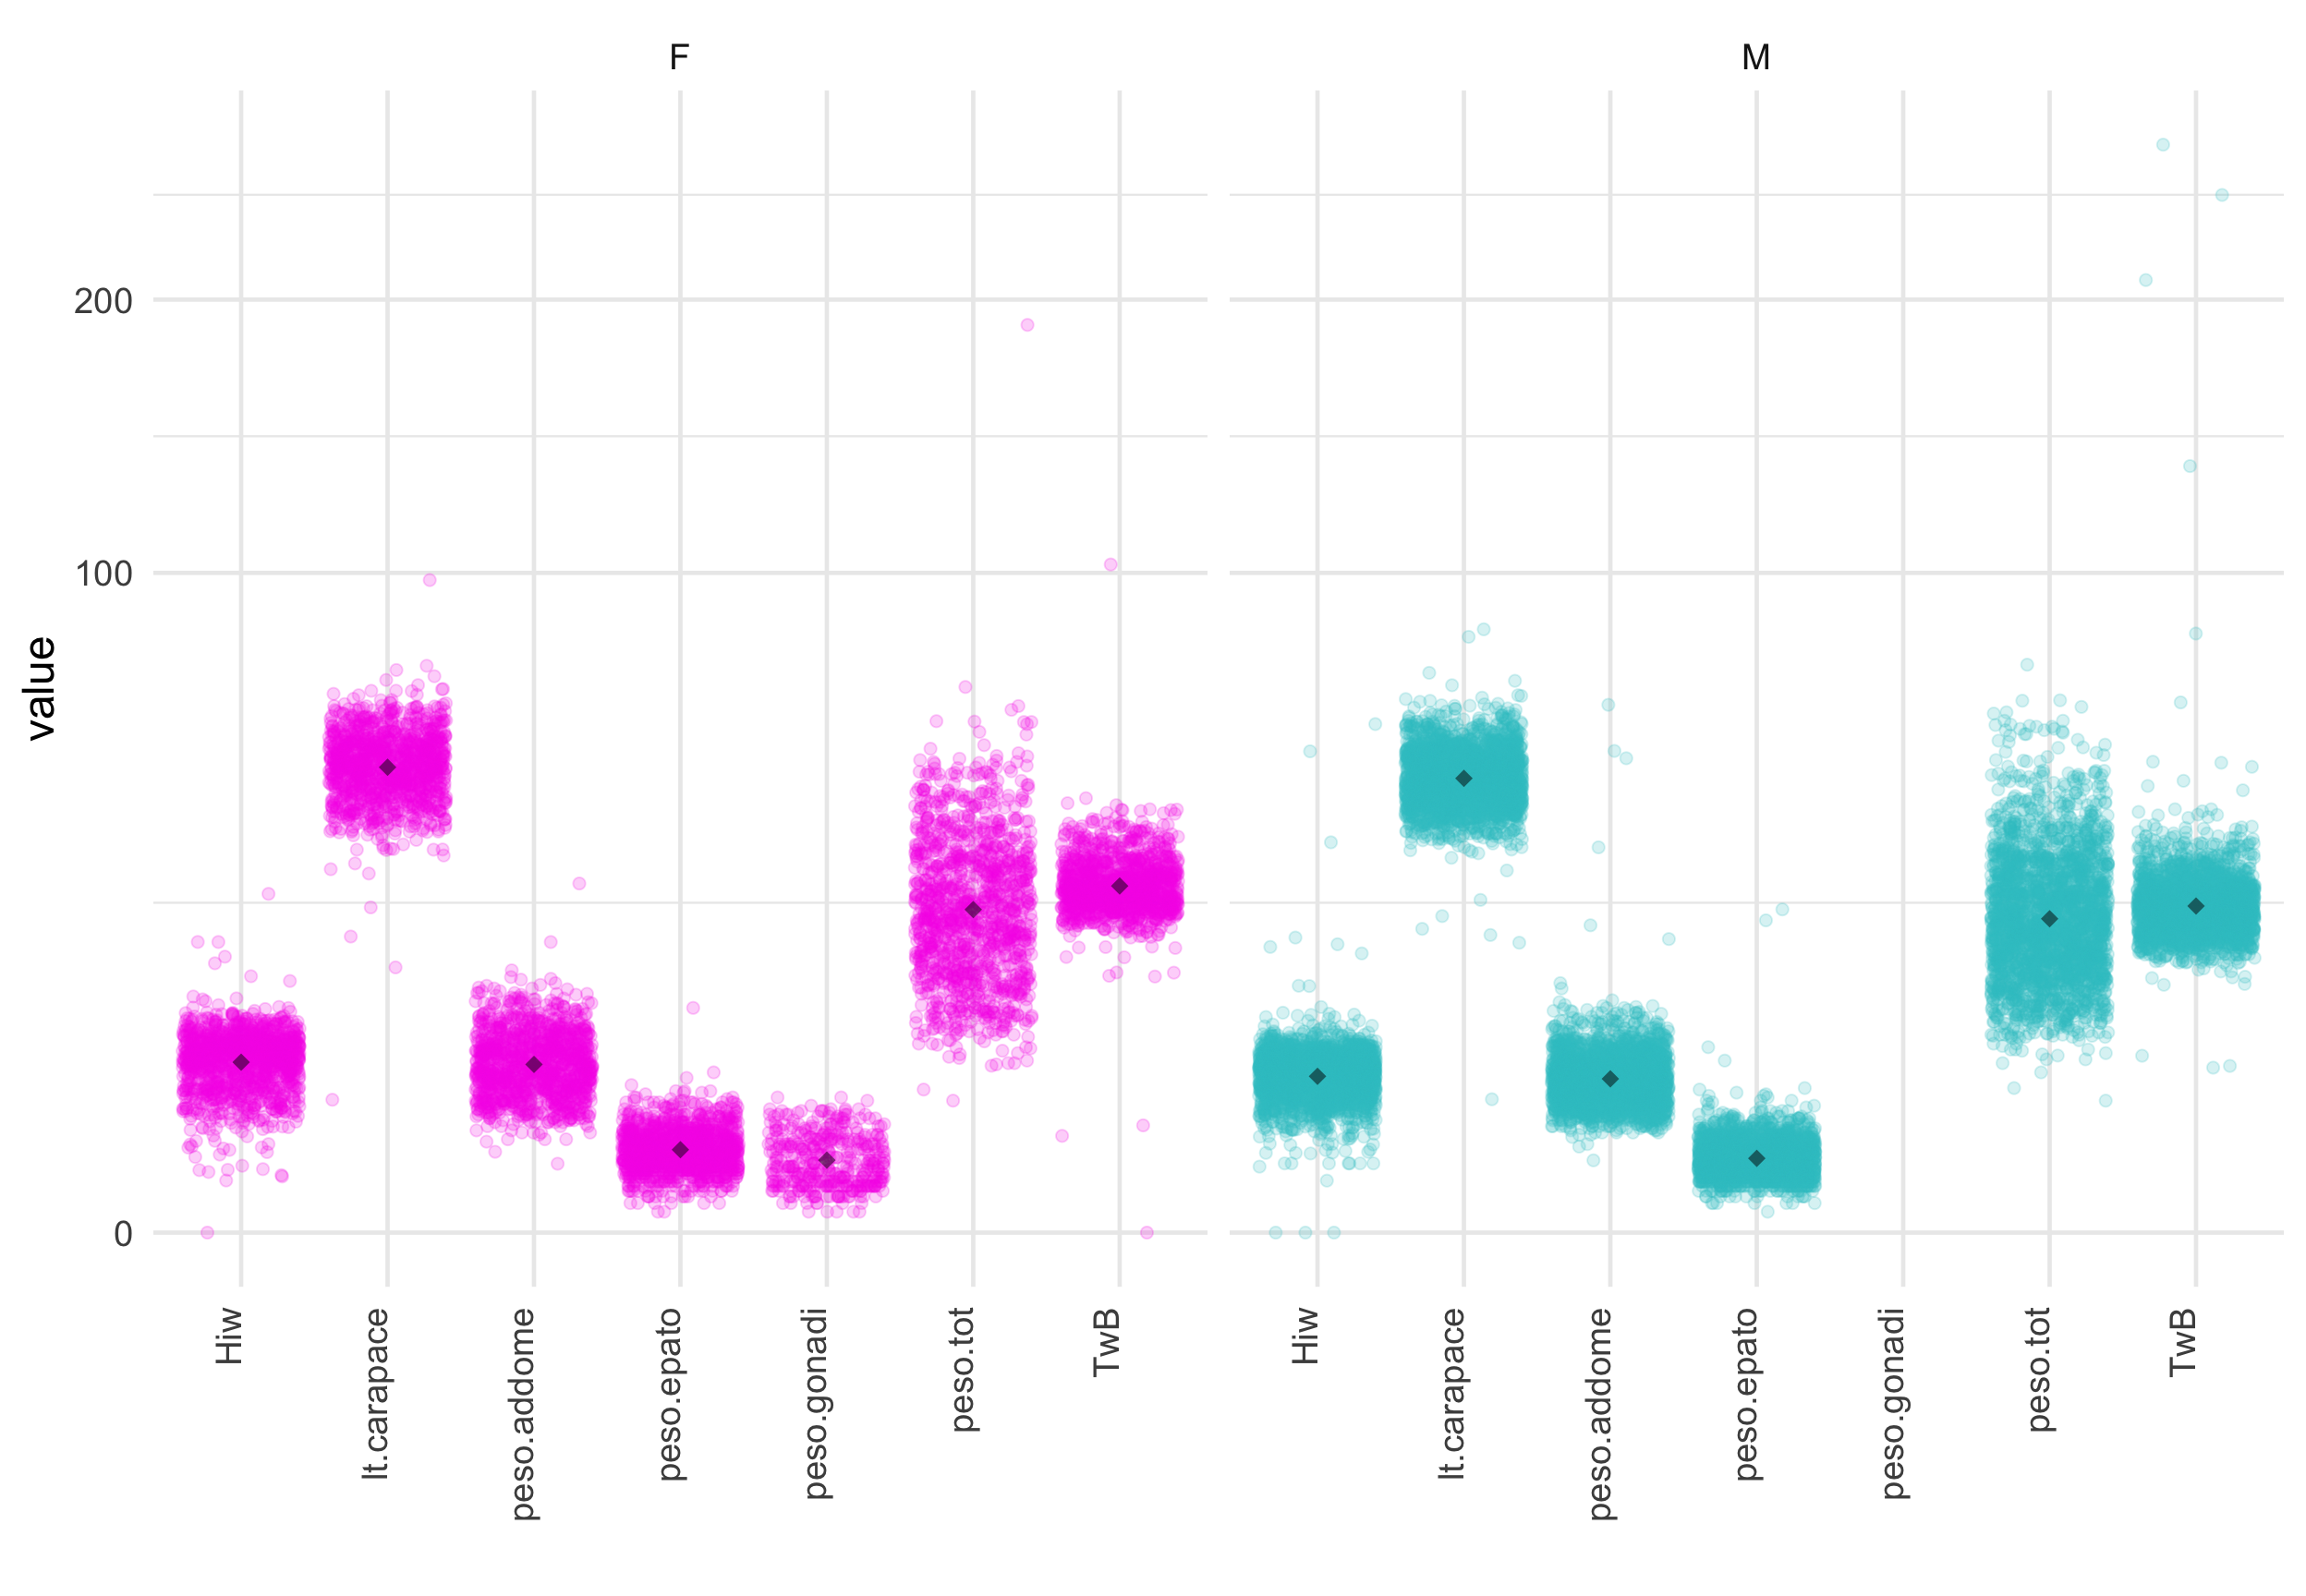 F
M
200
100
0
value
Hiw
lt.carapace
peso.addome
peso.epato
peso.gonadi
peso.tot
TwB
Hiw
lt.carapace
peso.addome
peso.epato
peso.gonadi
peso.tot
TwB